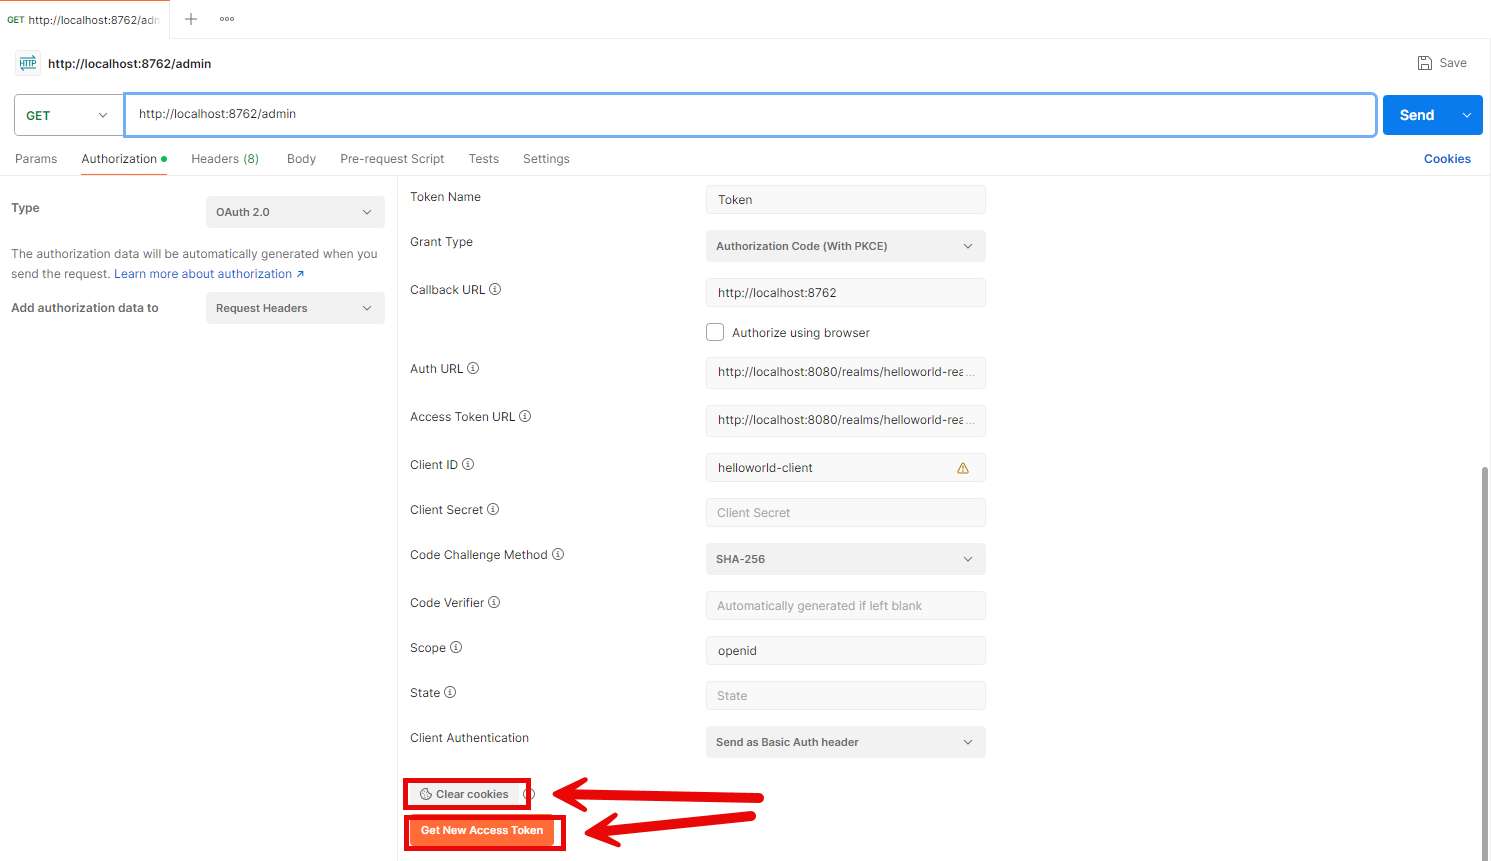 GET http://localhost:8762/adn
http://localhost:8762/admin
Save
GET
http://localhost:8762/admin
Send
Params
Authorization
Headers (8)
Body
Pre-request Script
Tests
Settings
Cookies
Type
OAuth 2.0
The authorization data will be automatically generated when you
send the request. Learn more about authorization ↗
Add authorization data to
Request Headers
Token Name
Token
Grant Type
Authorization Code (With PKCE)
Callback URL
http://localhost:8762
Authorize using browser
Auth URL
http://localhost:8080/realms/helloworld-rea...
Access Token URL
http://localhost:8080/realms/helloworld-rea...
Client ID
helloworld-client
Client Secret
Client Secret
Code Challenge Method
SHA-256
Code Verifier
Automatically generated if left blank
Scope
openid
State
State
Client Authentication
Send as Basic Auth header
Clear cookies
Get New Access Token